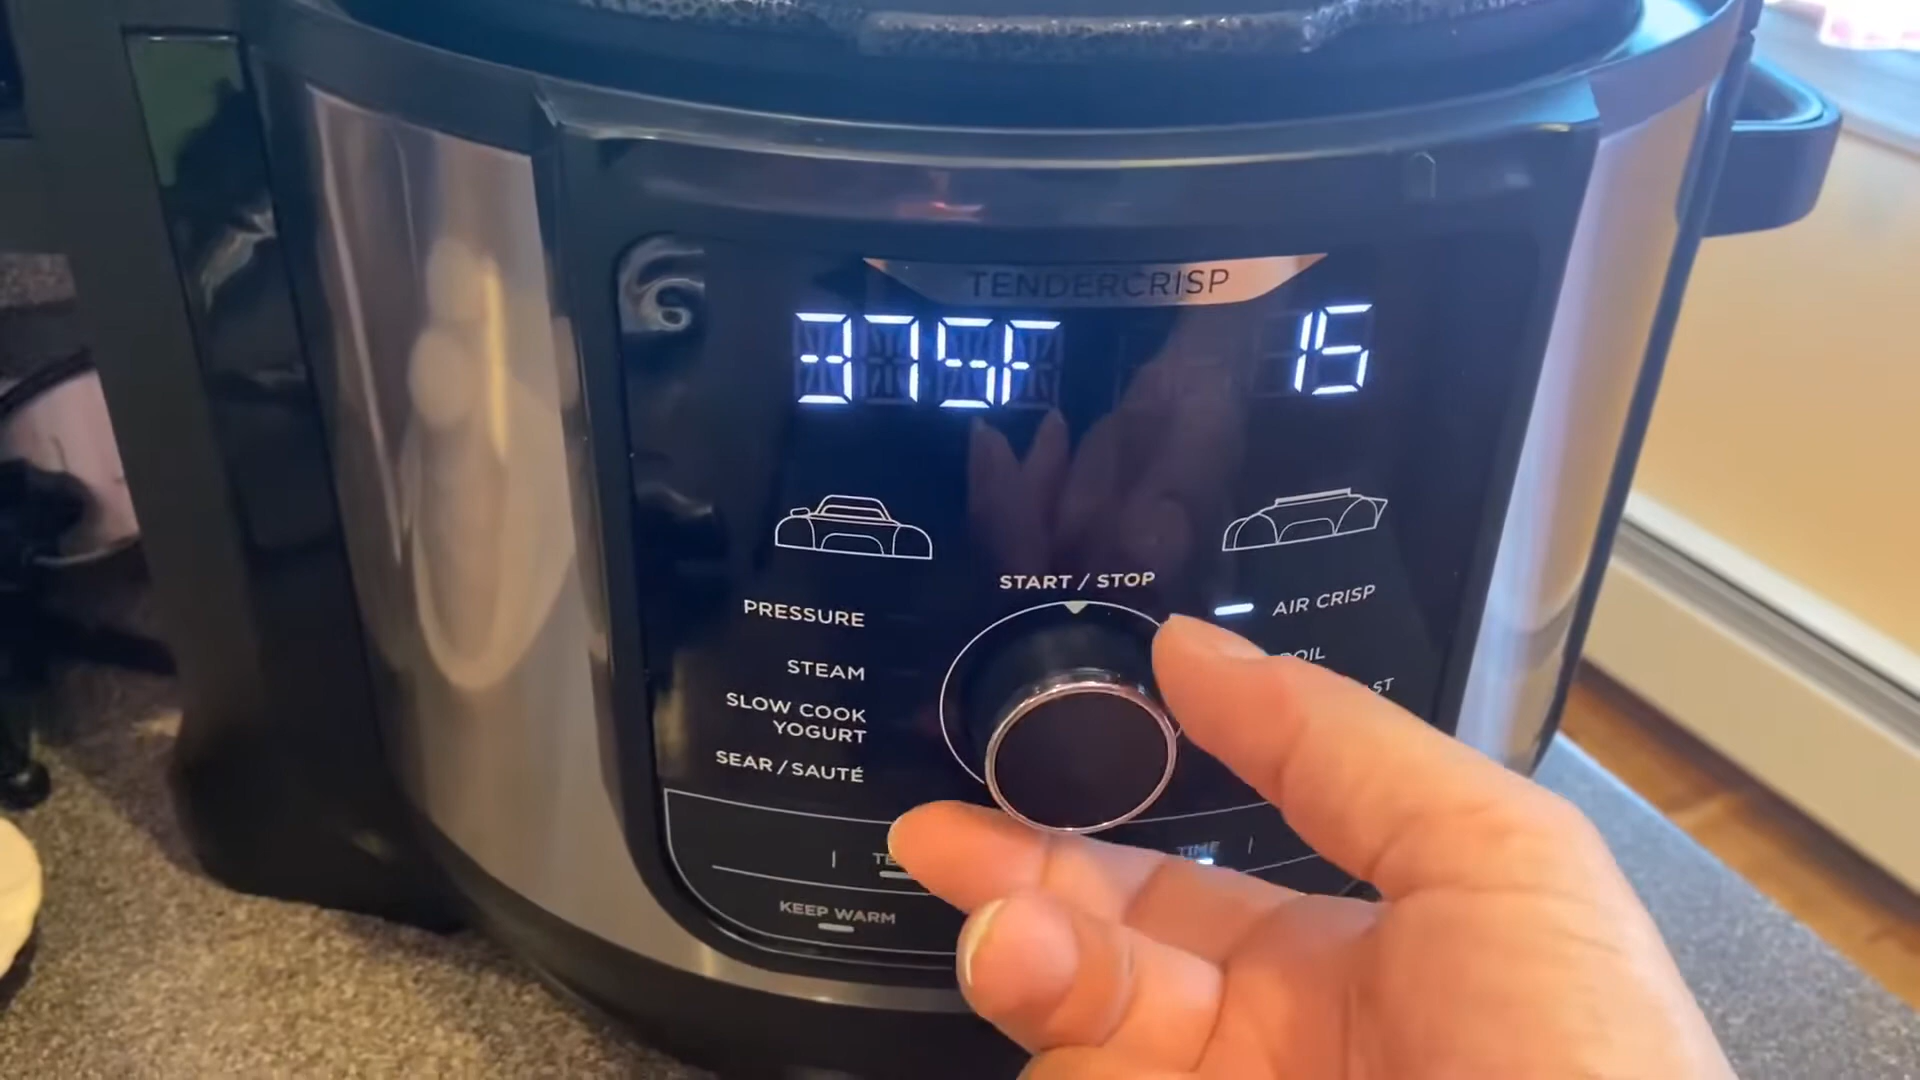 TENDERCRISP
375F 15
START / STOP
PRESSURE
STEAM
SLOW COOK
YOGURT
SEAR / SAUTÉ
AIR CRISP
TIME
KEEP WARM